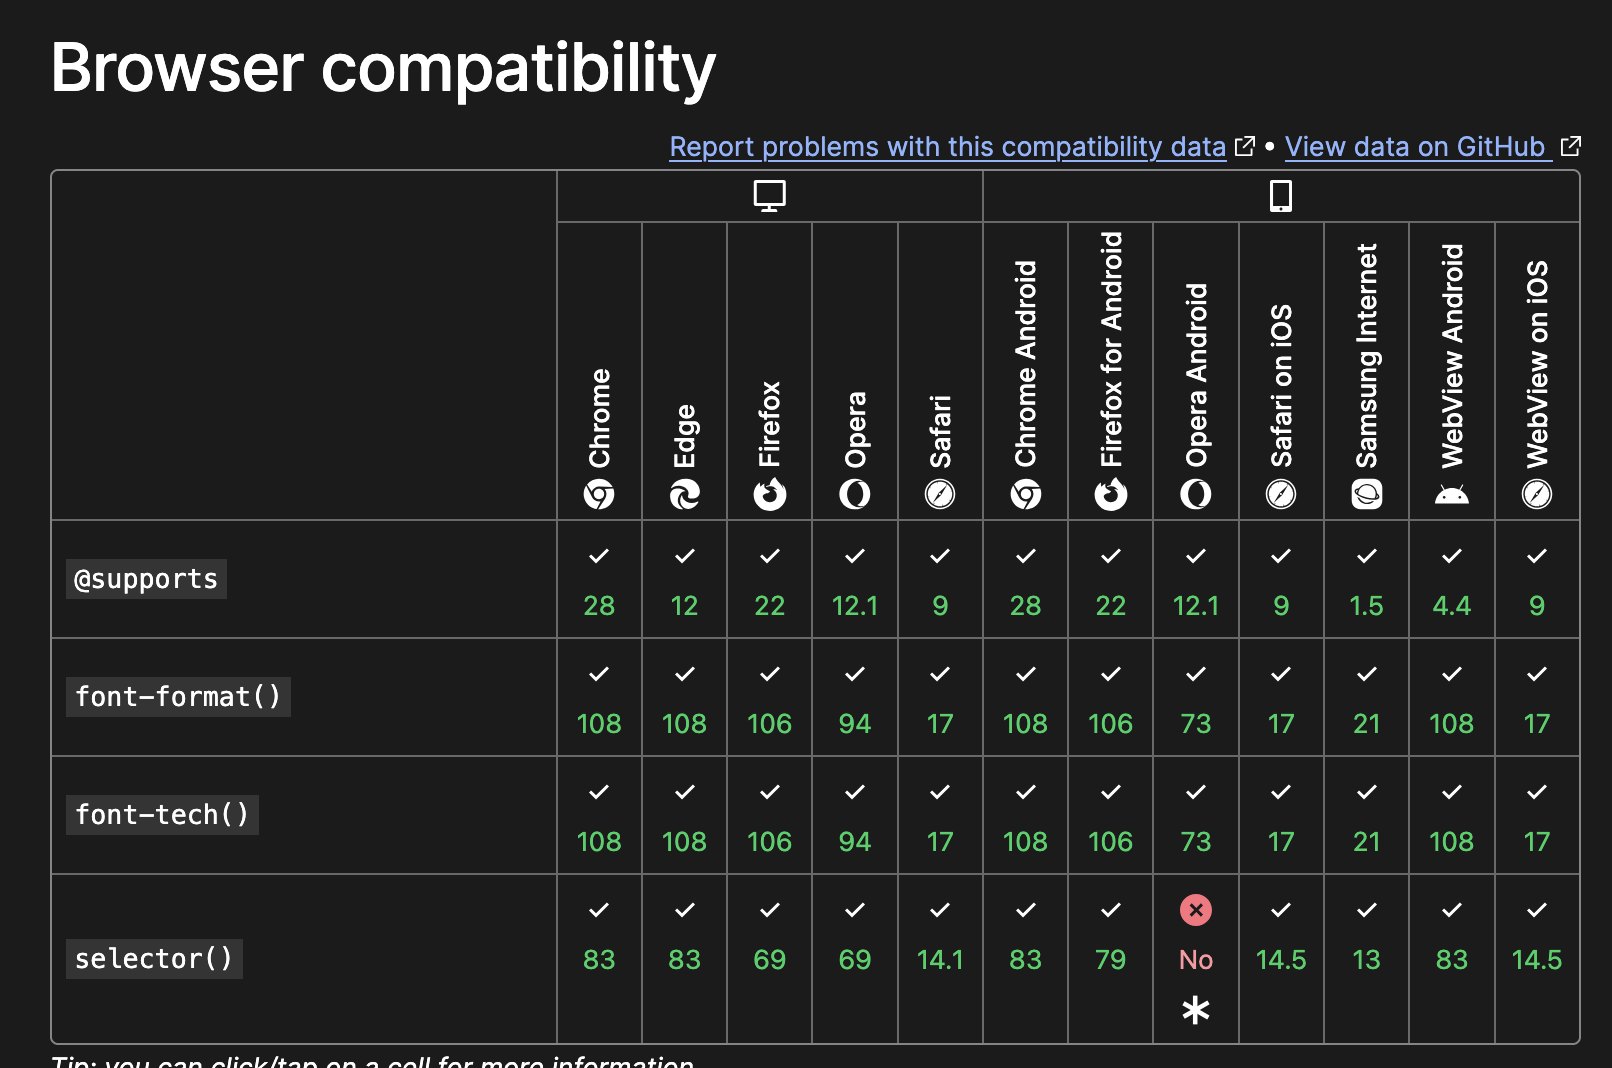 Browser compatibility
Report problems with this compatibility data • View data on GitHub
Chrome
Edge
Firefox
Opera
Safari
Chrome Android
Firefox for Android
Opera Android
Safari on iOS
Samsung Internet
WebView Android
WebView on iOS
@supports
28 12 22 12.1 9 28 22 12.1 9 1.5 4.4 9
font-format()
108 108 106 94 17 108 106 73 17 21 108 17
font-tech()
108 108 106 94 17 108 106 73 17 21 108 17
selector()
83 83 69 69 14.1 83 79 No 14.5 13 83 14.5
*
Tip: you can click/tap on a cell for more information.